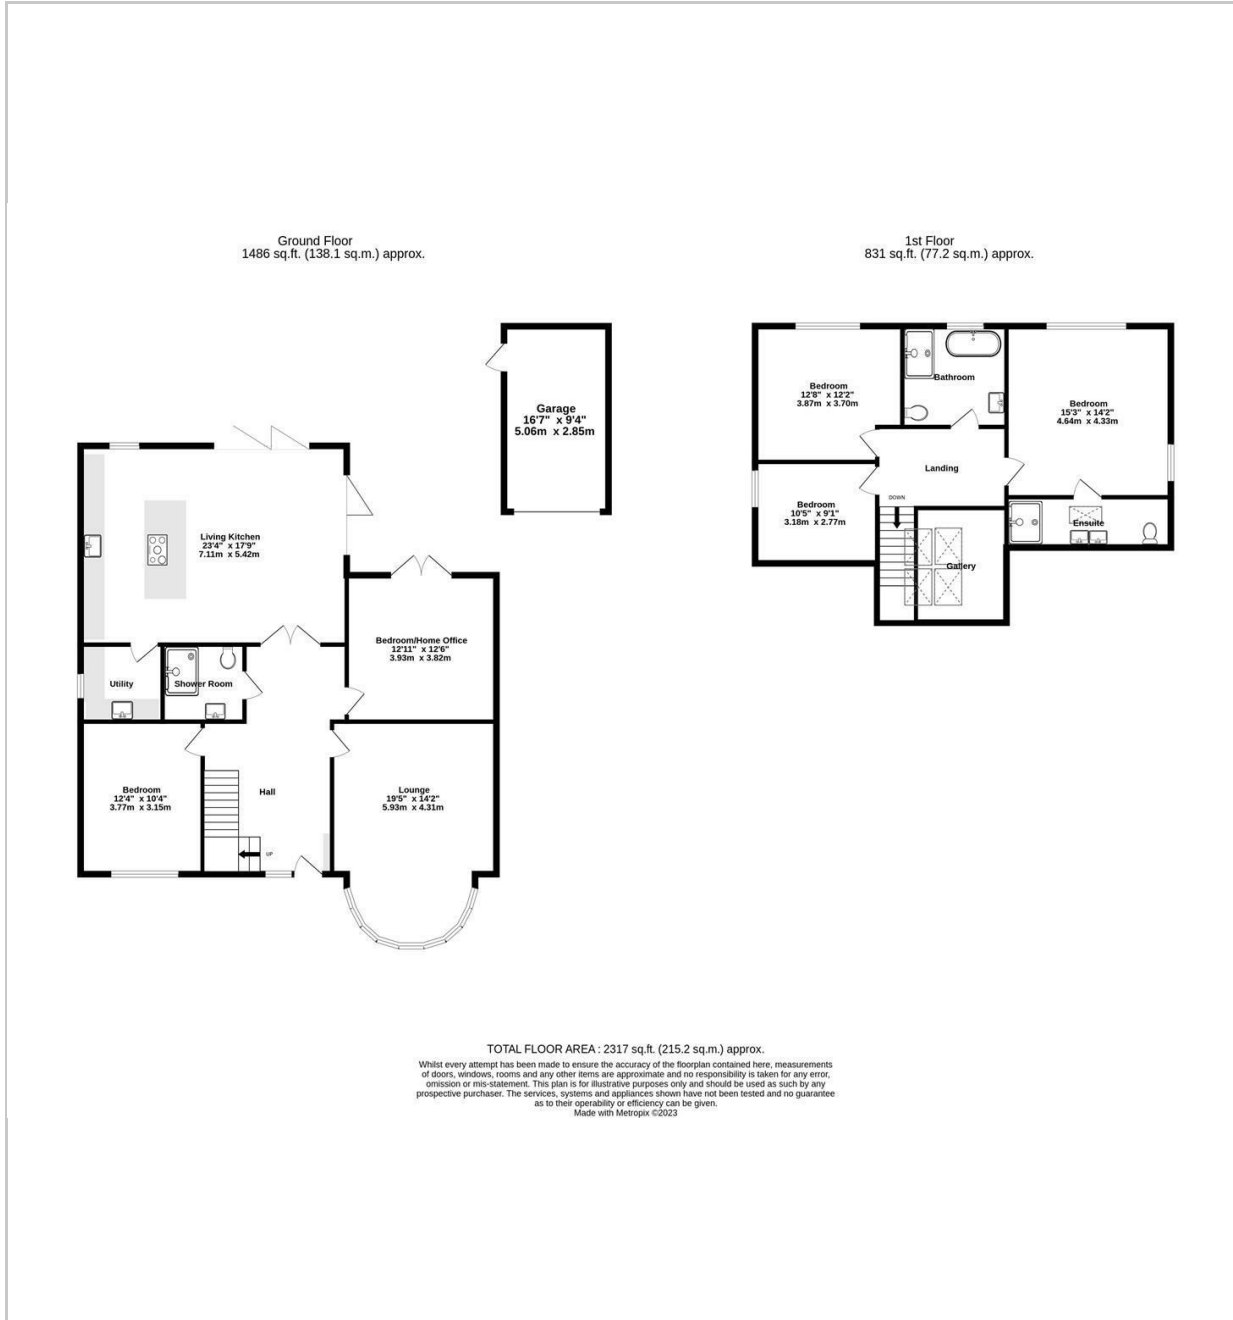 Ground Floor
1486 sq.ft. (138.1 sq.m.) approx.
Garage
16'7" x 9'4"
5.06m x 2.85m
Living Kitchen
23'4" x 17'9"
7.11m x 5.42m
Bedroom/Home Office
12'11" x 12'6"
3.93m x 3.82m
Utility
Shower Room
Bedroom
12'4" x 10'4"
3.77m x 3.15m
Hall
UP
Lounge
19'5" x 14'2"
5.93m x 4.31m
1st Floor
831 sq.ft. (77.2 sq.m.) approx.
Bedroom
12'8" x 12'2"
3.87m x 3.70m
Bathroom
Bedroom
15'3" x 14'2"
4.64m x 4.33m
Landing
DOWN
Bedroom
10'5" x 9'1"
3.18m x 2.77m
Ensuite
Gallery
TOTAL FLOOR AREA : 2317 sq.ft. (215.2 sq.m.) approx.
Whilst every attempt has been made to ensure the accuracy of the floorplan contained here, measurements
of doors, windows, rooms and any other items are approximate and no responsibility is taken for any error,
omission or mis-statement. This plan is for illustrative purposes only and should be used as such by any
prospective purchaser. The services, systems and appliances shown have not been tested and no guarantee
as to their operability or efficiency can be given.
Made with Metropix ©2023